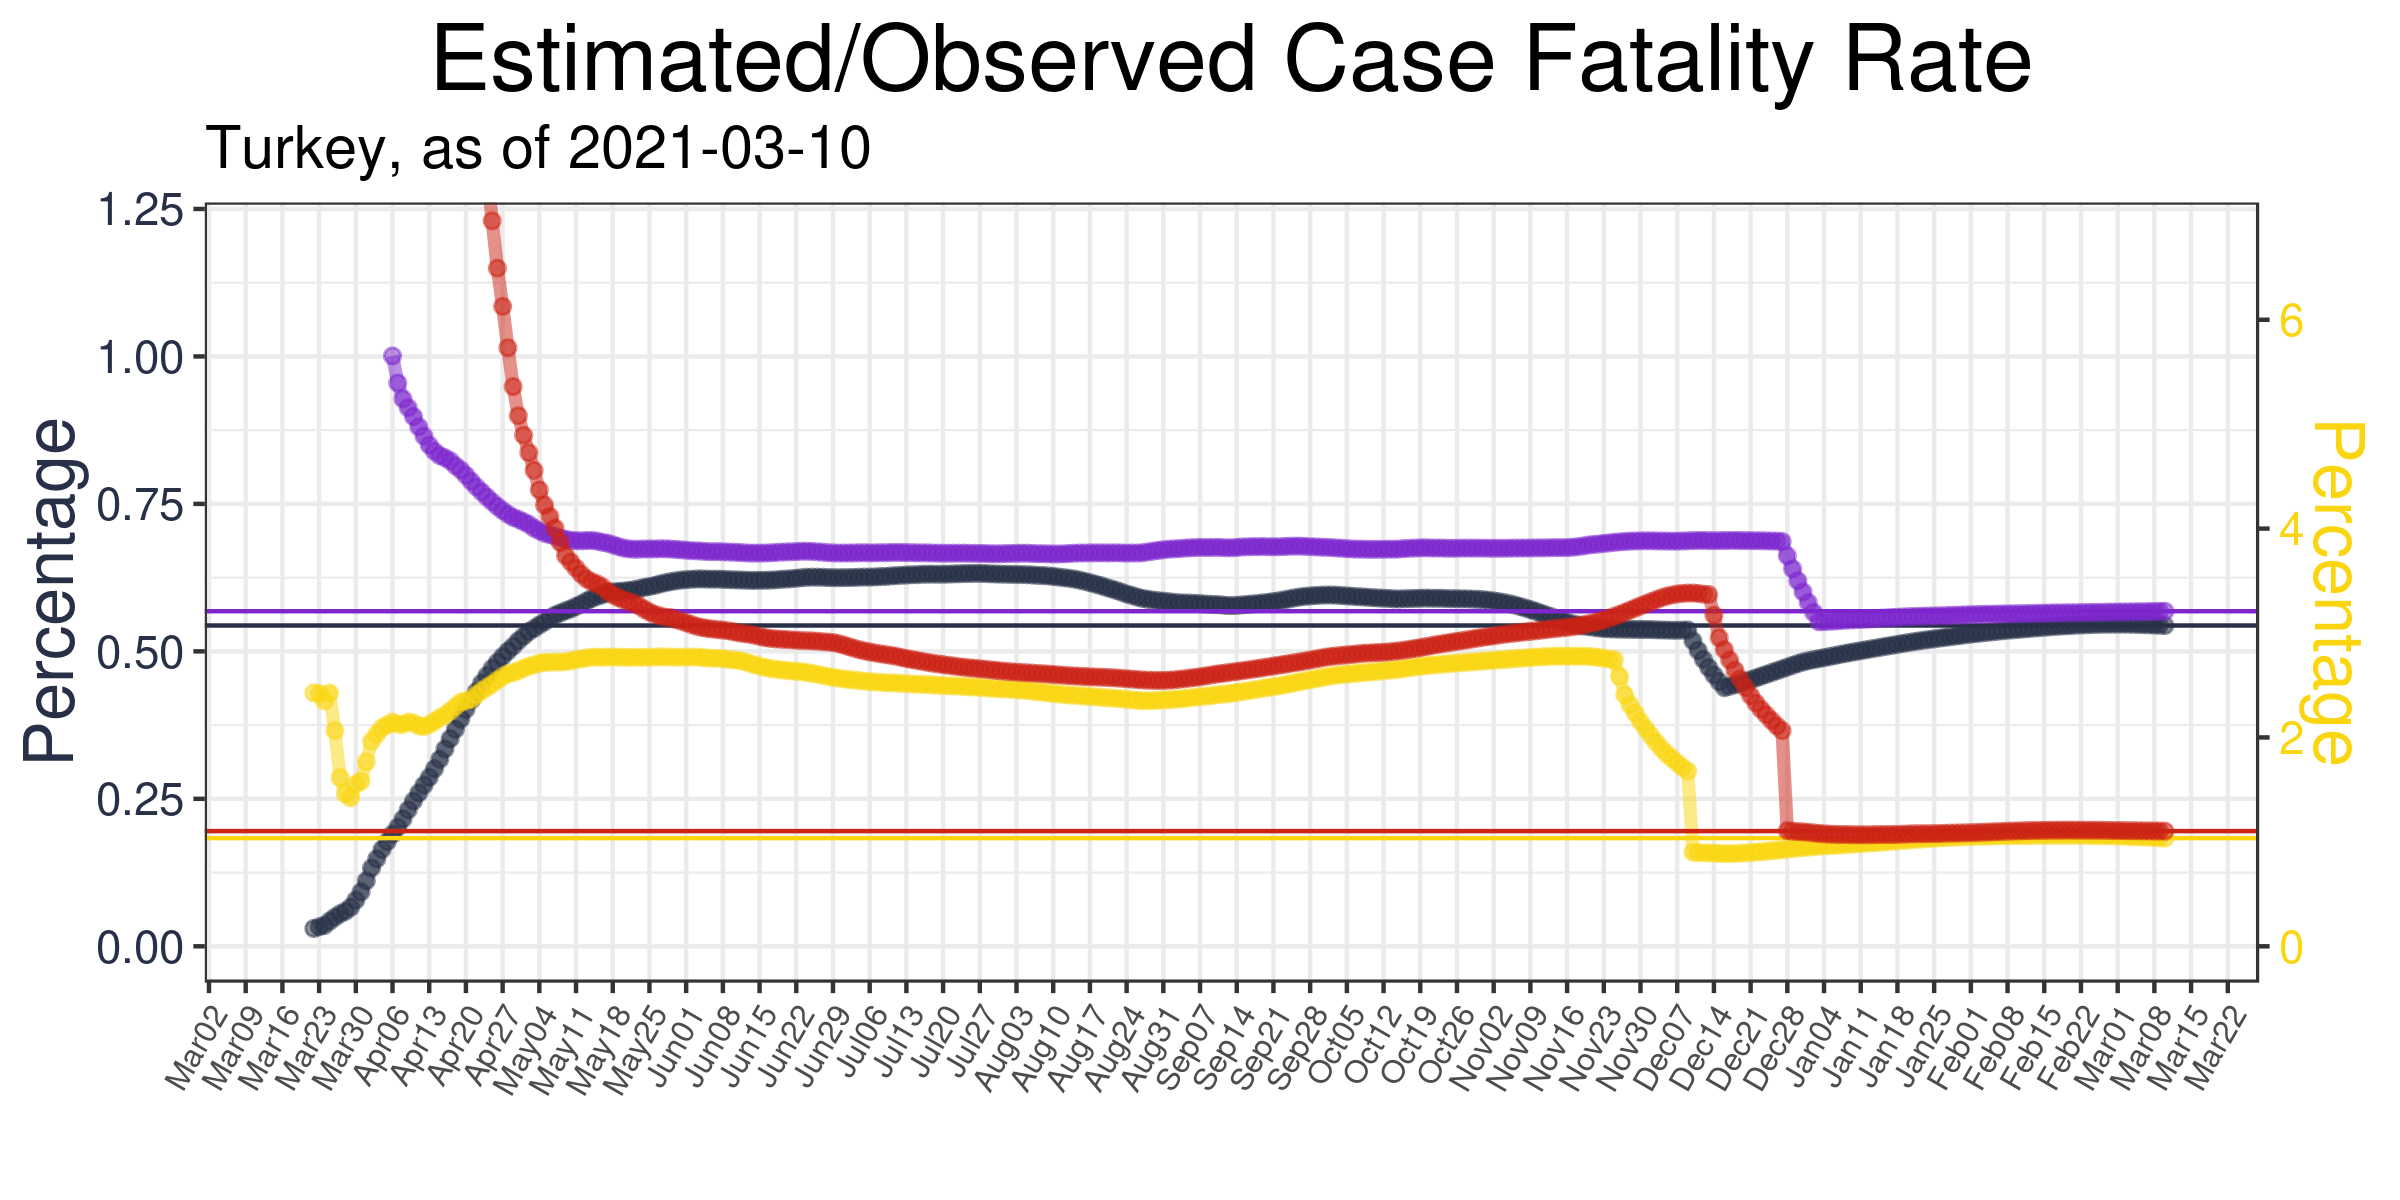 Estimated/Observed Case Fatality Rate
Turkey, as of 2021-03-10
Percentage
1.25
1.00
0.75
0.50
0.25
0.00
6
4
2
0
Percentage
Mar02
Mar09
Mar16
Mar23
Mar30
Apr06
Apr13
Apr20
Apr27
May04
May11
May18
May25
Jun01
Jun08
Jun15
Jun22
Jun29
Jul06
Jul13
Jul20
Jul27
Aug03
Aug10
Aug17
Aug24
Aug31
Sep07
Sep14
Sep21
Sep28
Oct05
Oct12
Oct19
Oct26
Nov02
Nov09
Nov16
Nov23
Nov30
Dec07
Dec14
Dec21
Dec28
Jan04
Jan11
Jan18
Jan25
Feb01
Feb08
Feb15
Feb22
Mar01
Mar08
Mar15
Mar22